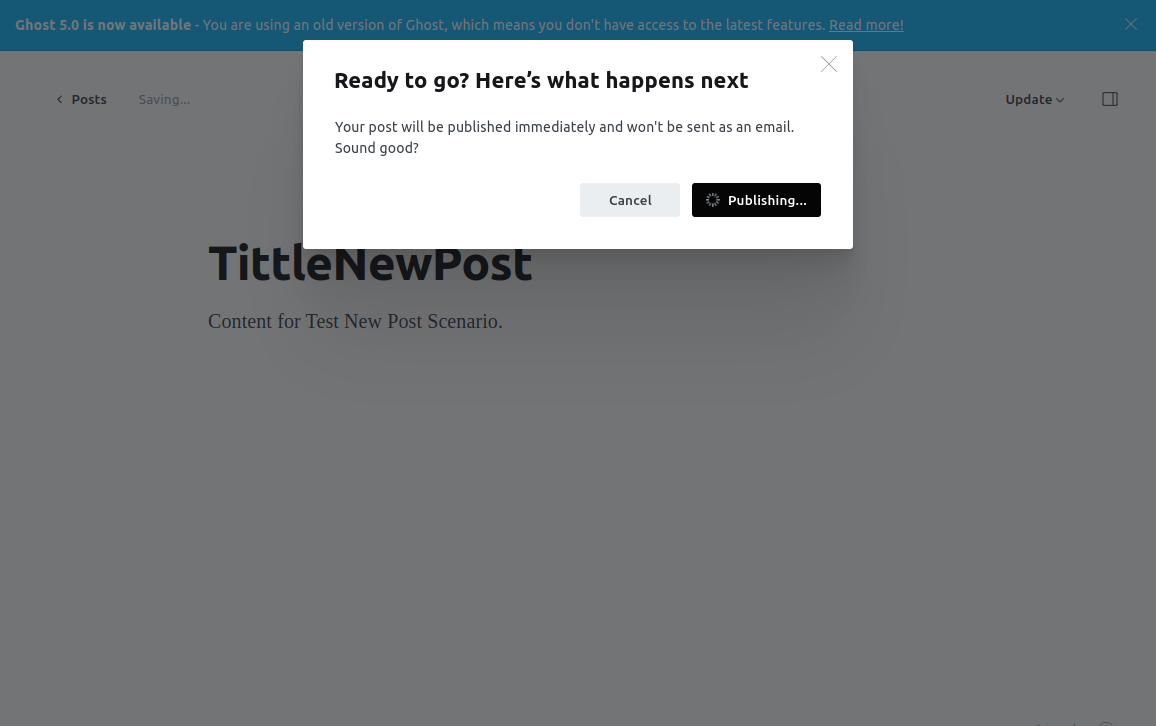 Ghost 5.0 is now available - You are using an old version of Ghost, which means you don't have access to the latest features. Read more!
Ready to go? Here’s what happens next
Posts
Saving...
Update
Your post will be published immediately and won't be sent as an email.
Sound good?
Cancel
Publishing...
TittleNewPost
Content for Test New Post Scenario.